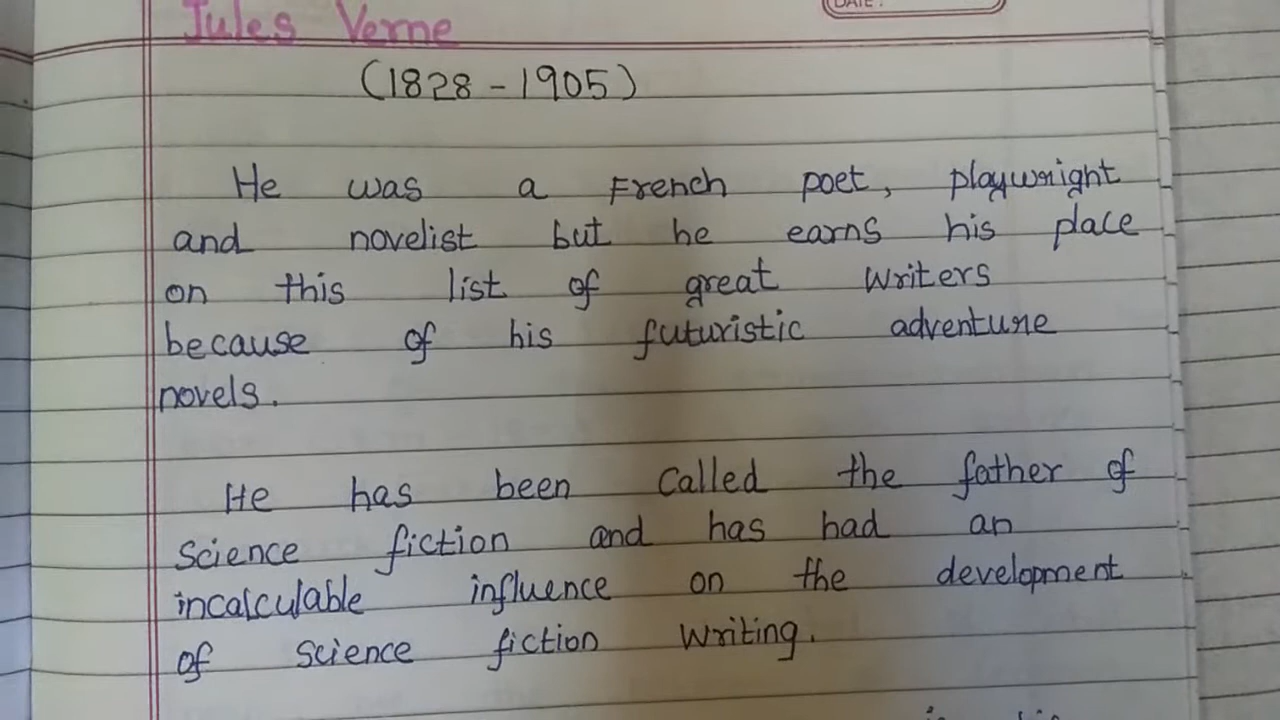 DATE:
Jules Verne
(1828 - 1905)
He was a French poet, playwright
and novelist but he earns his place
on this list of great writers
because of his futuristic adventure
novels.
He has been called the father of
Science fiction and has had an
incalculable influence on the development
of science fiction writing.